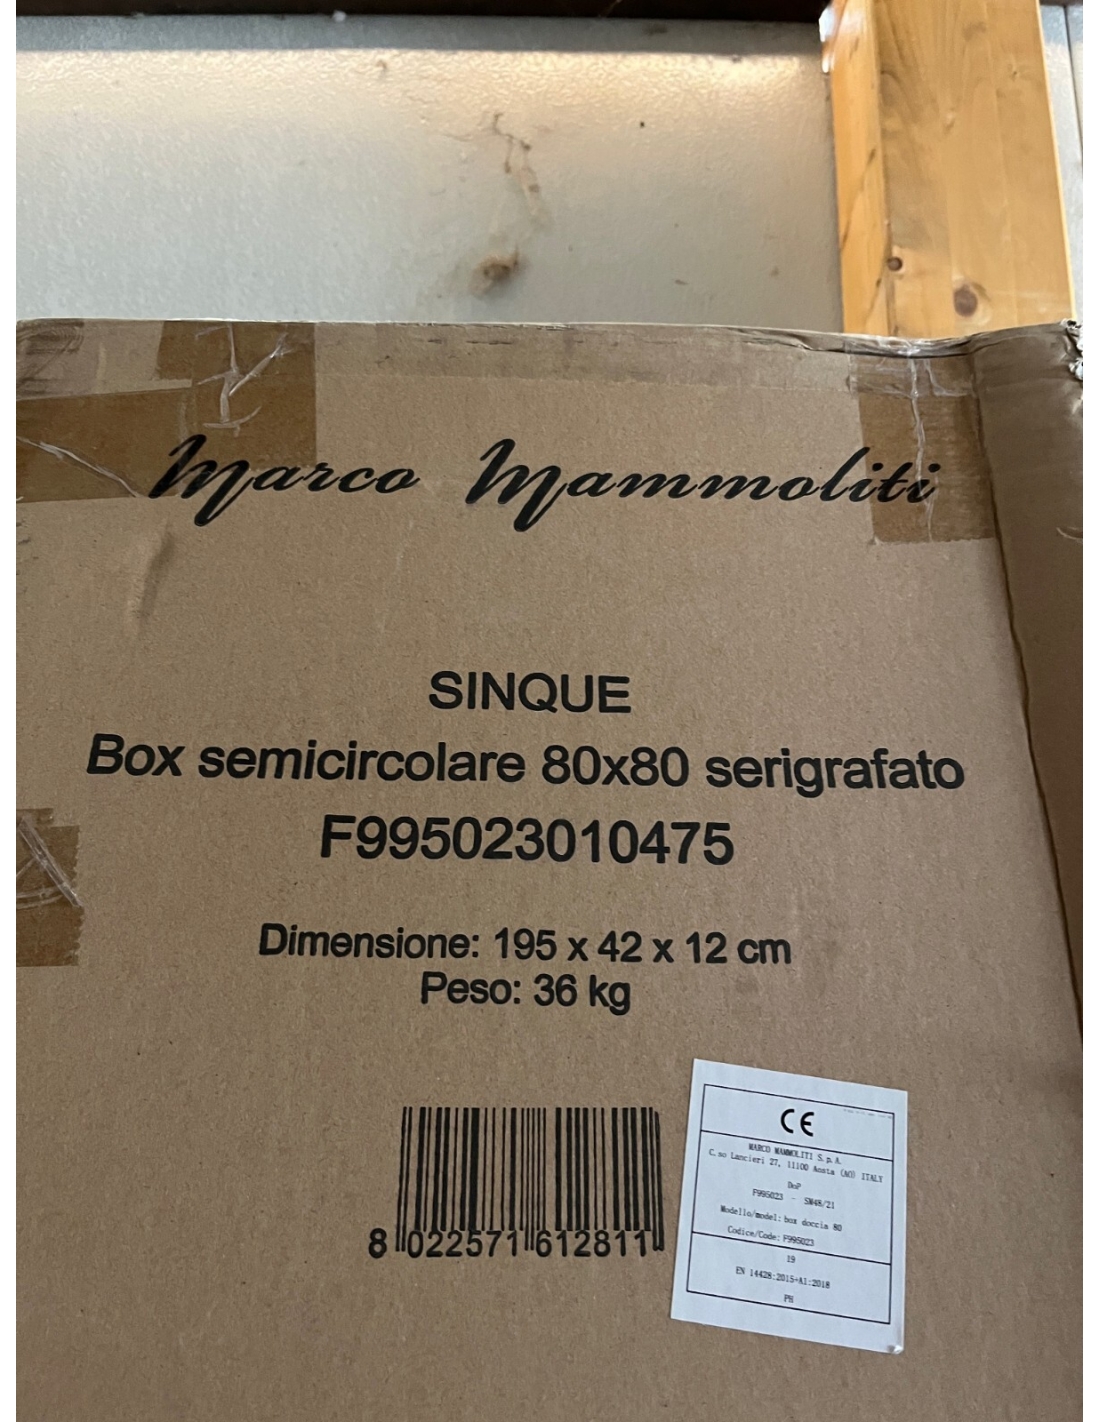 Marco Mammoliti
SINQUE
Box semicircolare 80x80 serigrafato
F995023010475
Dimensione: 195 x 42 x 12 cm
Peso: 36 kg
8 022571 612811
CE
MARCO MAMMOLITI S.p.A.
C.so Lancieri 27, 11100 Aosta (AO) ITALY
DoP
F995023 - SM48/21
Modello/model: box doccia 80
Codice/Code: F995023
19
EN 14428:2015+A1:2018
PH